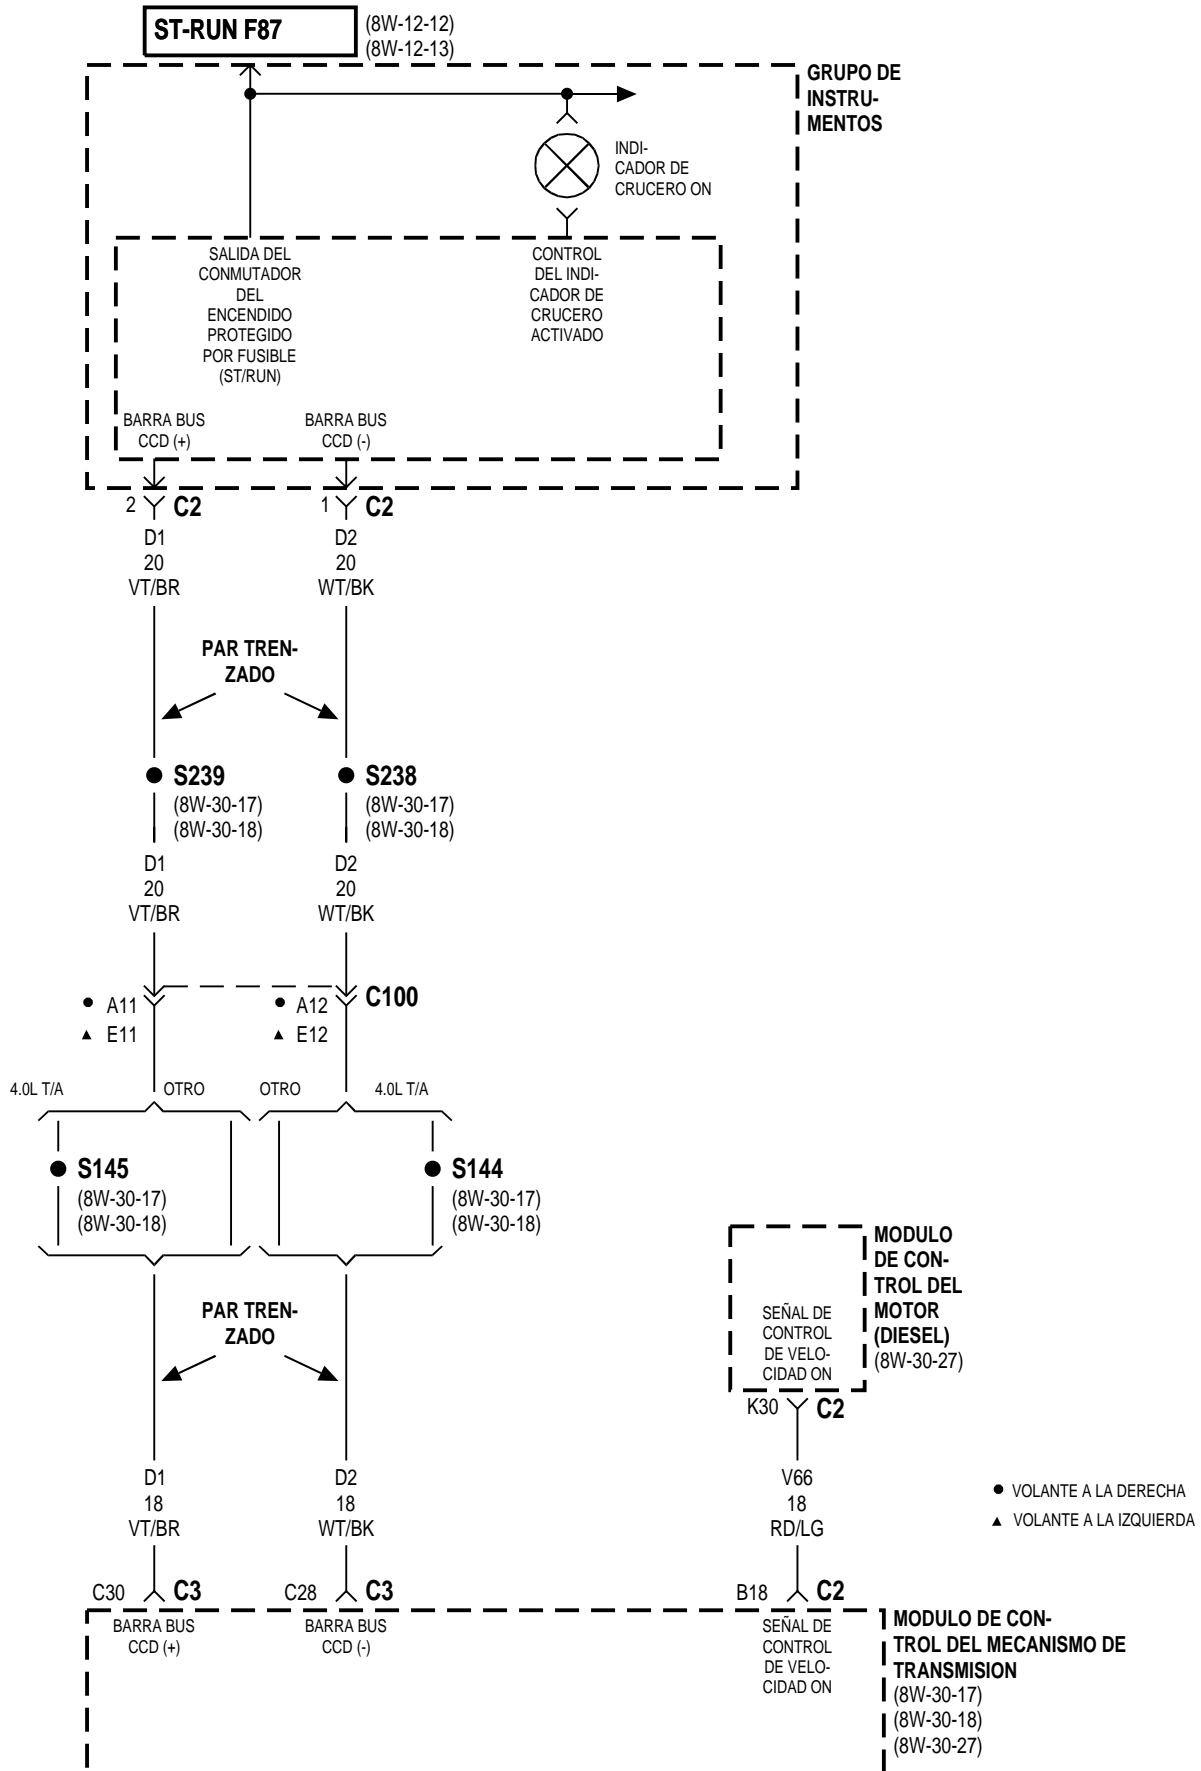 ST-RUN F87
(8W-12-12)
(8W-12-13)
GRUPO DE
INSTRU-
MENTOS
INDI-
CADOR DE
CRUCERO ON
SALIDA DEL
CONMUTADOR
DEL
ENCENDIDO
PROTEGIDO
POR FUSIBLE
(ST/RUN)
CONTROL
DEL INDI-
CADOR DE
CRUCERO
ACTIVADO
BARRA BUS
CCD (+)
BARRA BUS
CCD (-)
2 C2
1 C2
D1
20
VT/BR
D2
20
WT/BK
PAR TREN-
ZADO
S239
(8W-30-17)
(8W-30-18)
S238
(8W-30-17)
(8W-30-18)
D1
20
VT/BR
D2
20
WT/BK
● A11
▲ E11
● A12
▲ E12
C100
4.0L T/A
OTRO
OTRO
4.0L T/A
S145
(8W-30-17)
(8W-30-18)
S144
(8W-30-17)
(8W-30-18)
MODULO
DE CON-
TROL DEL
MOTOR
(DIESEL)
(8W-30-27)
SEÑAL DE
CONTROL
DE VELO-
CIDAD ON
PAR TREN-
ZADO
K30 C2
D1
18
VT/BR
D2
18
WT/BK
V66
18
RD/LG
● VOLANTE A LA DERECHA
▲ VOLANTE A LA IZQUIERDA
C30 C3
C28 C3
B18 C2
BARRA BUS
CCD (+)
BARRA BUS
CCD (-)
SEÑAL DE
CONTROL
DE VELO-
CIDAD ON
MODULO DE CON-
TROL DEL MECANISMO DE
TRANSMISION
(8W-30-17)
(8W-30-18)
(8W-30-27)